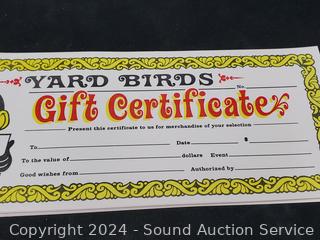 YARD BIRDS
No.
Gift Certificate
Present this certificate to us for merchandise of your selection
To Date $
To the value of dollars Event
Good wishes from Authorized by
Copyright 2024 - Sound Auction Service